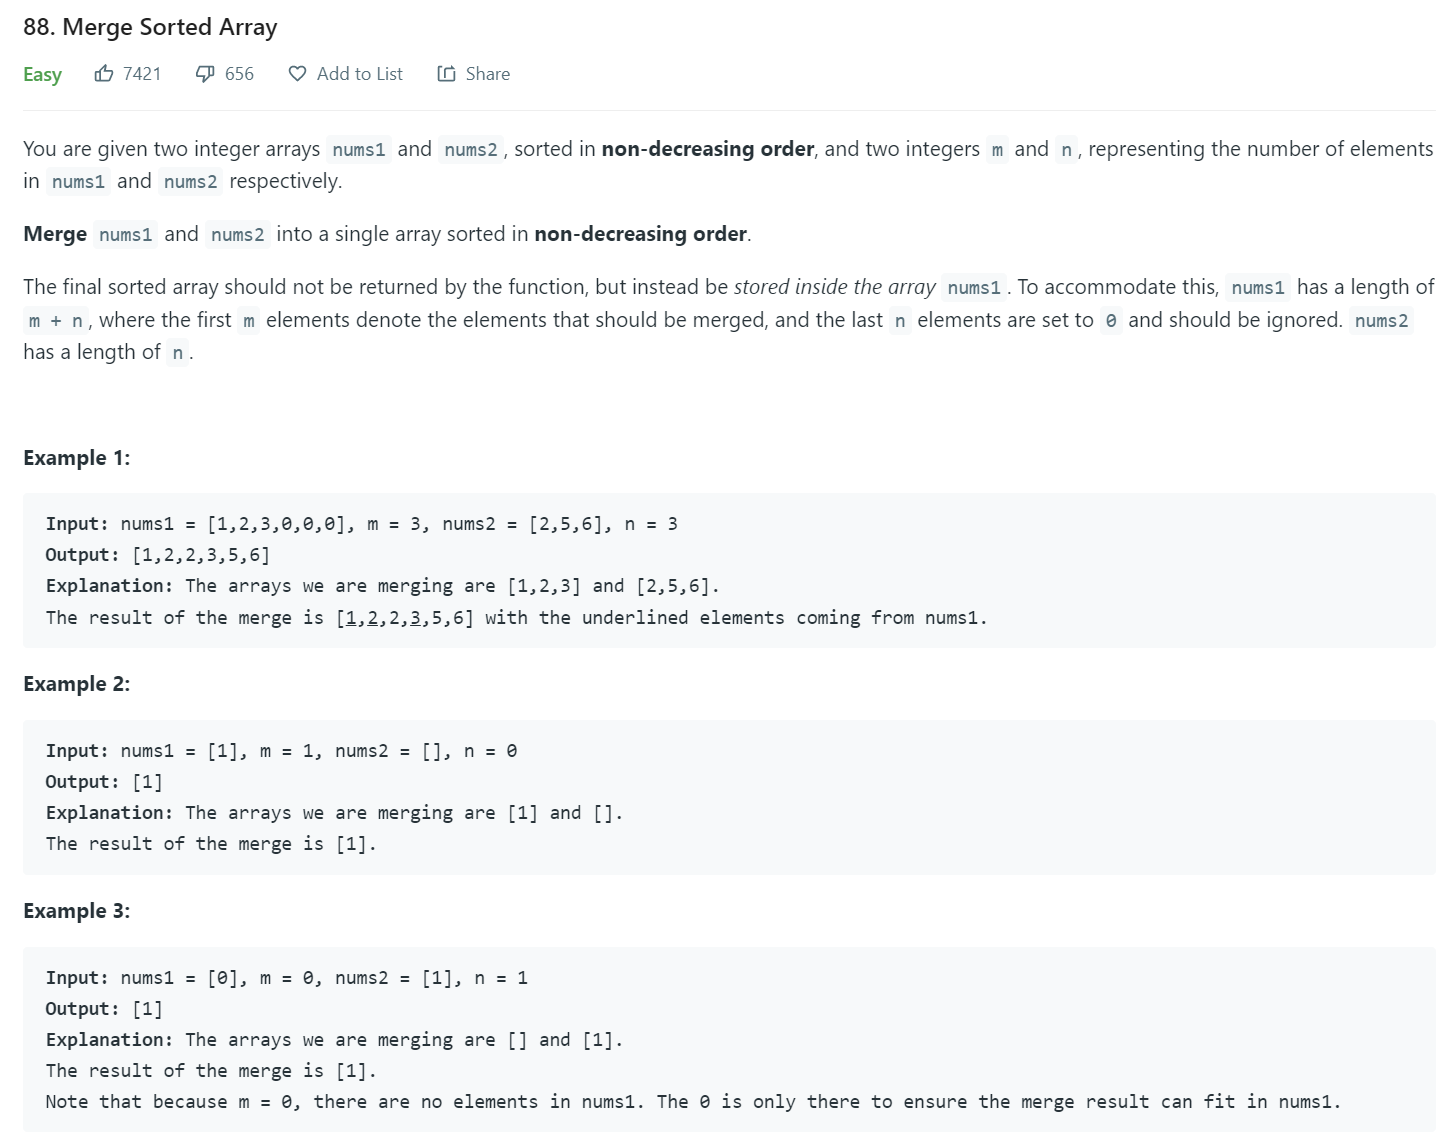 88. Merge Sorted Array
Easy 7421 656 Add to List Share
You are given two integer arrays nums1 and nums2, sorted in non-decreasing order, and two integers m and n, representing the number of elements
in nums1 and nums2 respectively.
Merge nums1 and nums2 into a single array sorted in non-decreasing order.
The final sorted array should not be returned by the function, but instead be stored inside the array nums1. To accommodate this, nums1 has a length of
m + n, where the first m elements denote the elements that should be merged, and the last n elements are set to 0 and should be ignored. nums2
has a length of n.
Example 1:
Input: nums1 = [1,2,3,0,0,0], m = 3, nums2 = [2,5,6], n = 3
Output: [1,2,2,3,5,6]
Explanation: The arrays we are merging are [1,2,3] and [2,5,6].
The result of the merge is [1,2,2,3,5,6] with the underlined elements coming from nums1.
Example 2:
Input: nums1 = [1], m = 1, nums2 = [], n = 0
Output: [1]
Explanation: The arrays we are merging are [1] and [].
The result of the merge is [1].
Example 3:
Input: nums1 = [0], m = 0, nums2 = [1], n = 1
Output: [1]
Explanation: The arrays we are merging are [] and [1].
The result of the merge is [1].
Note that because m = 0, there are no elements in nums1. The 0 is only there to ensure the merge result can fit in nums1.